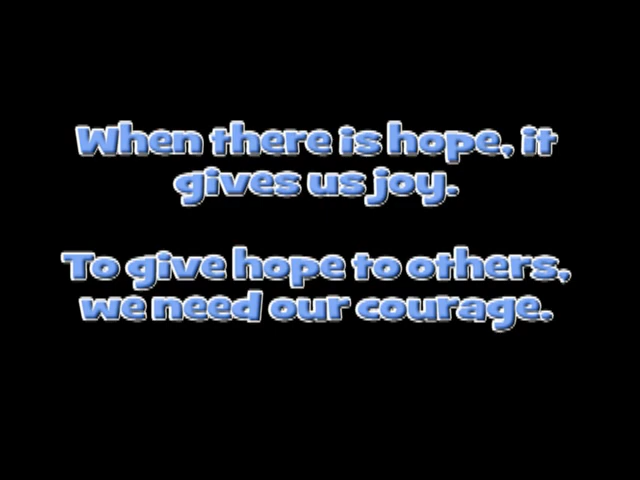 When there is hope, it
gives us joy.
To give hope to others,
we need our courage.